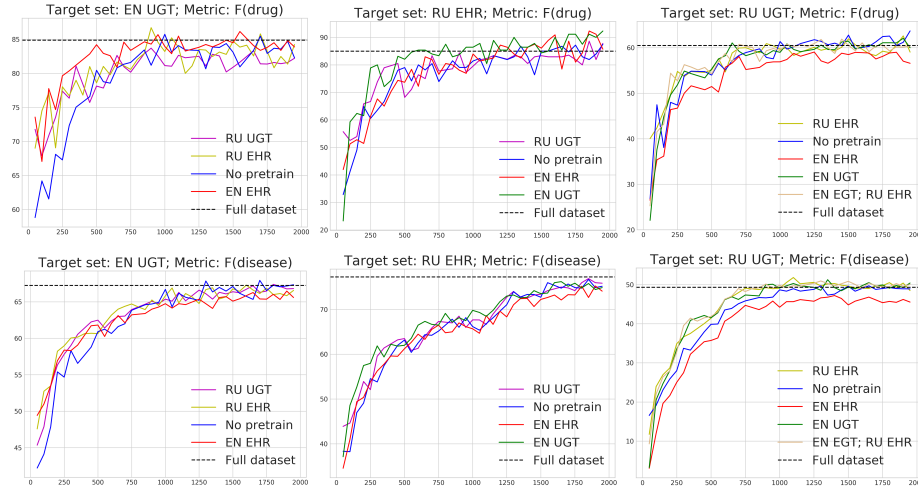 Target set: EN UGT; Metric: F(drug)
85
80
75
70
65
60
0 250 500 750 1000 1250 1500 1750 2000
RU UGT
RU EHR
No pretrain
EN EHR
Full dataset
Target set: RU EHR; Metric: F(drug)
90
80
70
60
50
40
30
20
0 250 500 750 1000 1250 1500 1750 2000
RU UGT
No pretrain
EN EHR
EN UGT
Full dataset
Target set: RU UGT; Metric: F(drug)
60
50
40
30
20
0 250 500 750 1000 1250 1500 1750 2000
RU EHR
No pretrain
EN EHR
EN UGT
EN EGT; RU EHR
Full dataset
Target set: EN UGT; Metric: F(disease)
65
60
55
50
45
0 250 500 750 1000 1250 1500 1750 2000
RU UGT
RU EHR
No pretrain
EN EHR
Full dataset
Target set: RU EHR; Metric: F(disease)
70
60
50
40
0 250 500 750 1000 1250 1500 1750 2000
RU UGT
No pretrain
EN EHR
EN UGT
Full dataset
Target set: RU UGT; Metric: F(disease)
50
40
30
20
10
0 250 500 750 1000 1250 1500 1750 2000
RU EHR
No pretrain
EN EHR
EN UGT
EN EGT; RU EHR
Full dataset